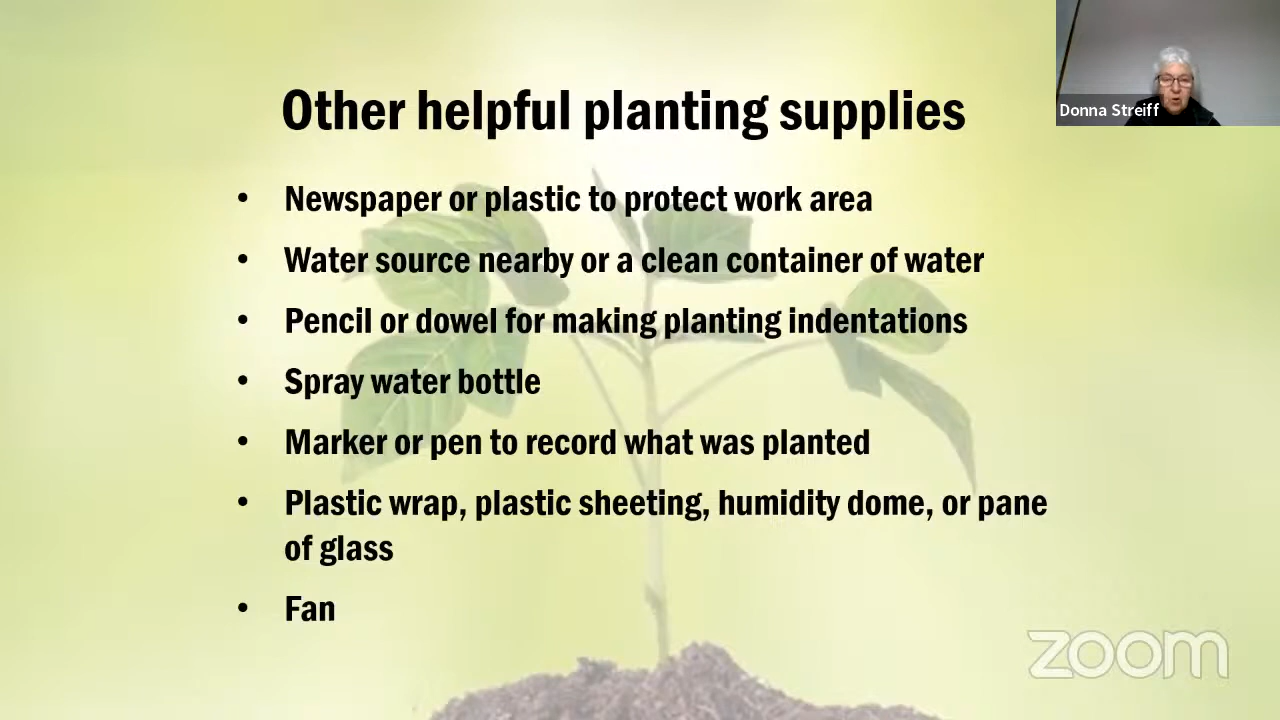 Other helpful planting supplies
Donna Streiff
• Newspaper or plastic to protect work area
• Water source nearby or a clean container of water
• Pencil or dowel for making planting indentations
• Spray water bottle
• Marker or pen to record what was planted
• Plastic wrap, plastic sheeting, humidity dome, or pane
of glass
• Fan
zoom